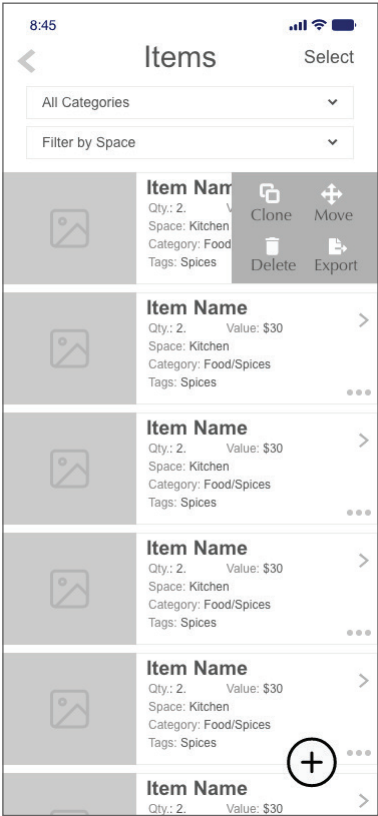 8:45
Items
Select
All Categories
Filter by Space
Item Nam
Qty.: 2.
Space: Kitchen
Category: Food
Tags: Spices
Clone Move
Delete Export
Item Name
Qty.: 2. Value: $30
Space: Kitchen
Category: Food/Spices
Tags: Spices
Item Name
Qty.: 2. Value: $30
Space: Kitchen
Category: Food/Spices
Tags: Spices
Item Name
Qty.: 2. Value: $30
Space: Kitchen
Category: Food/Spices
Tags: Spices
Item Name
Qty.: 2. Value: $30
Space: Kitchen
Category: Food/Spices
Tags: Spices
Item Name
Qty.: 2. Value: $30